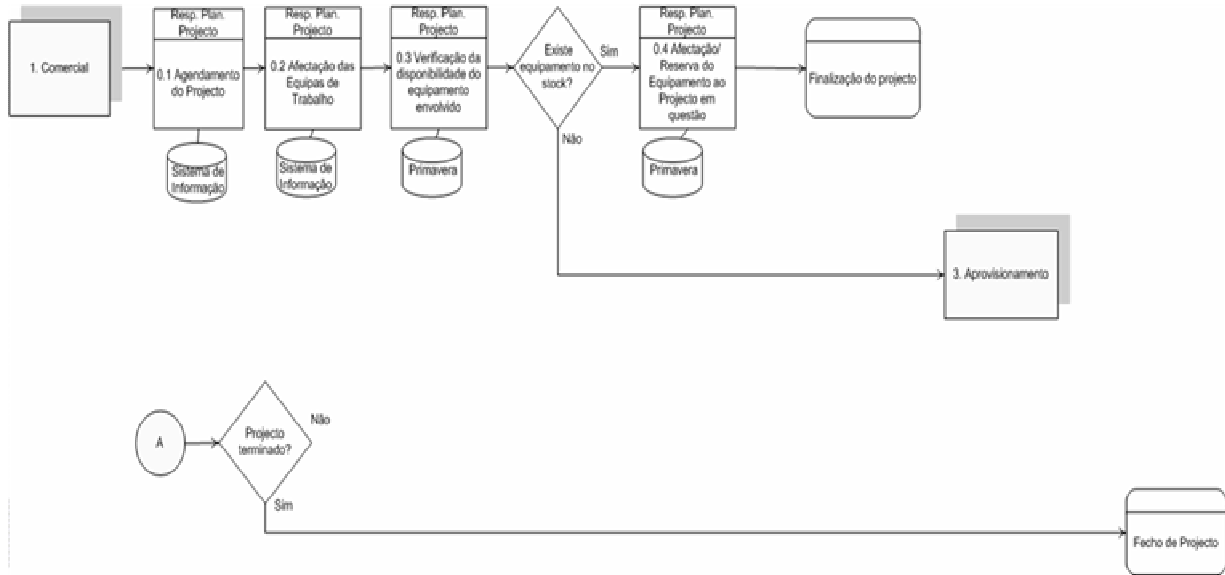 1. Comercial
Resp. Plan.
Projecto
0.1 Agendamento
do Projecto
Sistema de
Informação
Resp. Plan.
Projecto
0.2 Afectação das
Equipas de
Trabalho
Sistema de
Informação
Resp. Plan.
Projecto
0.3 Verificação da
disponibilidade do
equipamento
envolvido
Primavera
Existe
equipamento no
stock?
Sim
Não
Resp. Plan.
Projecto
0.4 Afectação/
Reserva do
Equipamento ao
Projecto em
questão
Primavera
Finalização do projecto
3. Aprovisionamento
A
Projecto
terminado?
Não
Sim
Fecho de Projecto